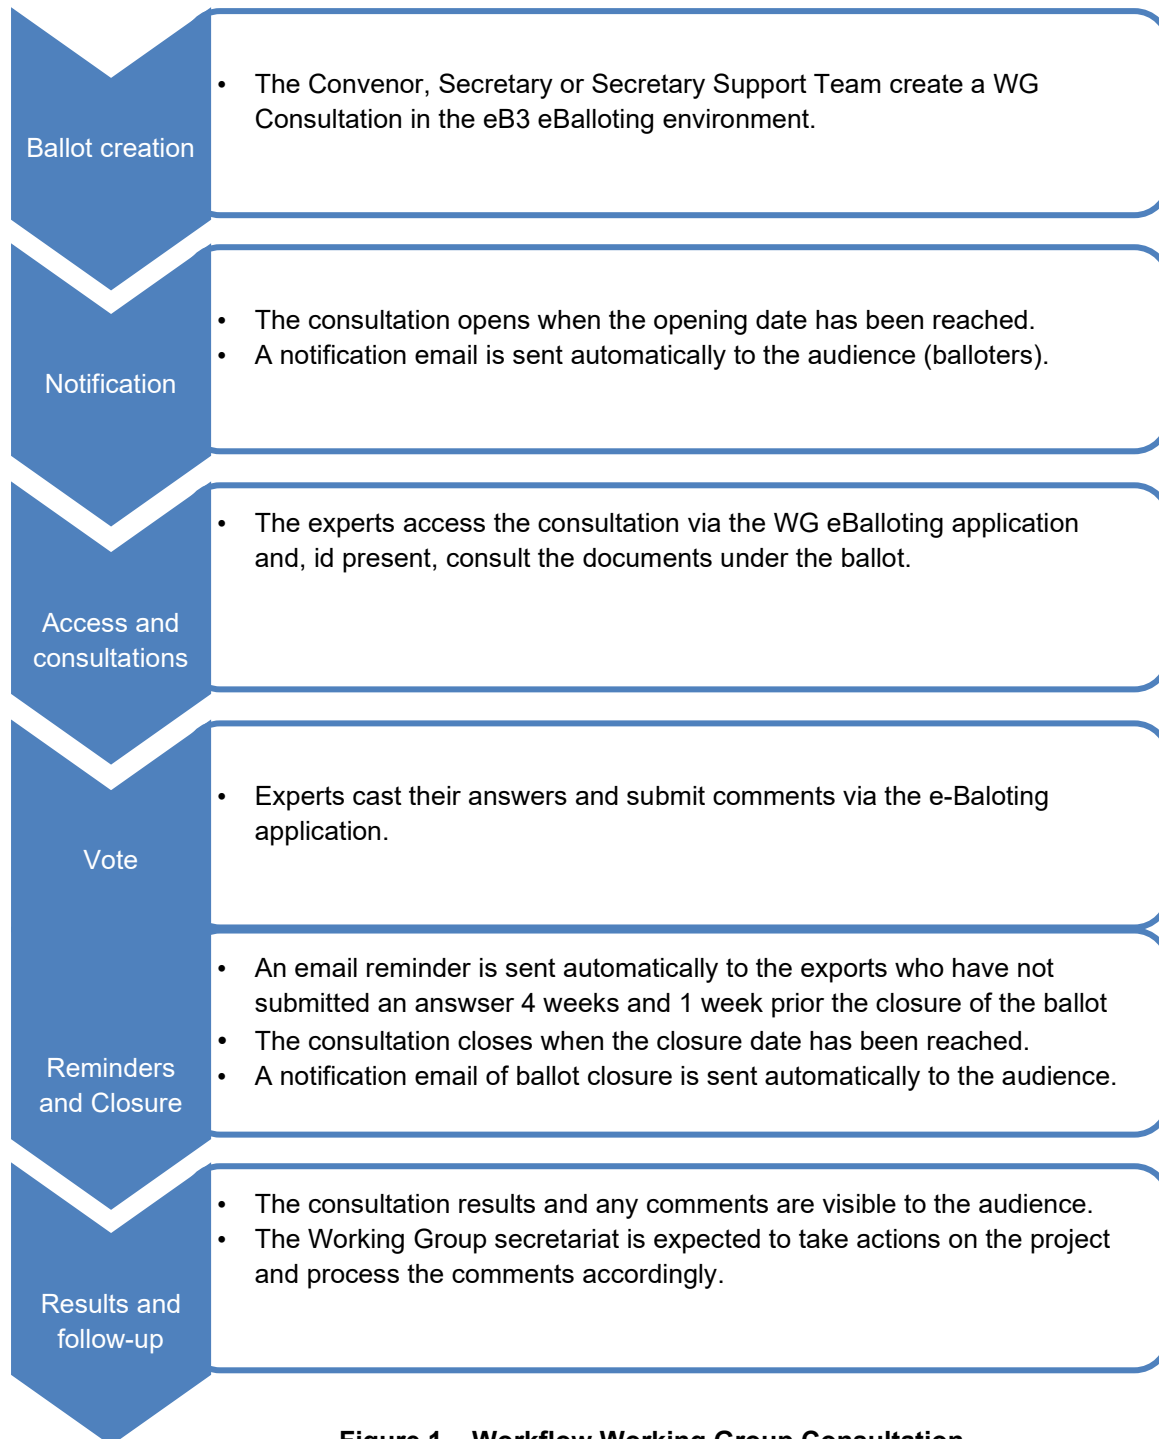 Ballot creation
• The Convenor, Secretary or Secretary Support Team create a WG
Consultation in the eB3 eBalloting environment.
Notification
• The consultation opens when the opening date has been reached.
• A notification email is sent automatically to the audience (balloters).
Access and
consultations
• The experts access the consultation via the WG eBalloting application
and, id present, consult the documents under the ballot.
Vote
• Experts cast their answers and submit comments via the e-Baloting
application.
Reminders
and Closure
• An email reminder is sent automatically to the exports who have not
submitted an answser 4 weeks and 1 week prior the closure of the ballot
• The consultation closes when the closure date has been reached.
• A notification email of ballot closure is sent automatically to the audience.
Results and
follow-up
• The consultation results and any comments are visible to the audience.
• The Working Group secretariat is expected to take actions on the project
and process the comments accordingly.
Figure 1 – Workflow Working Group Consultation